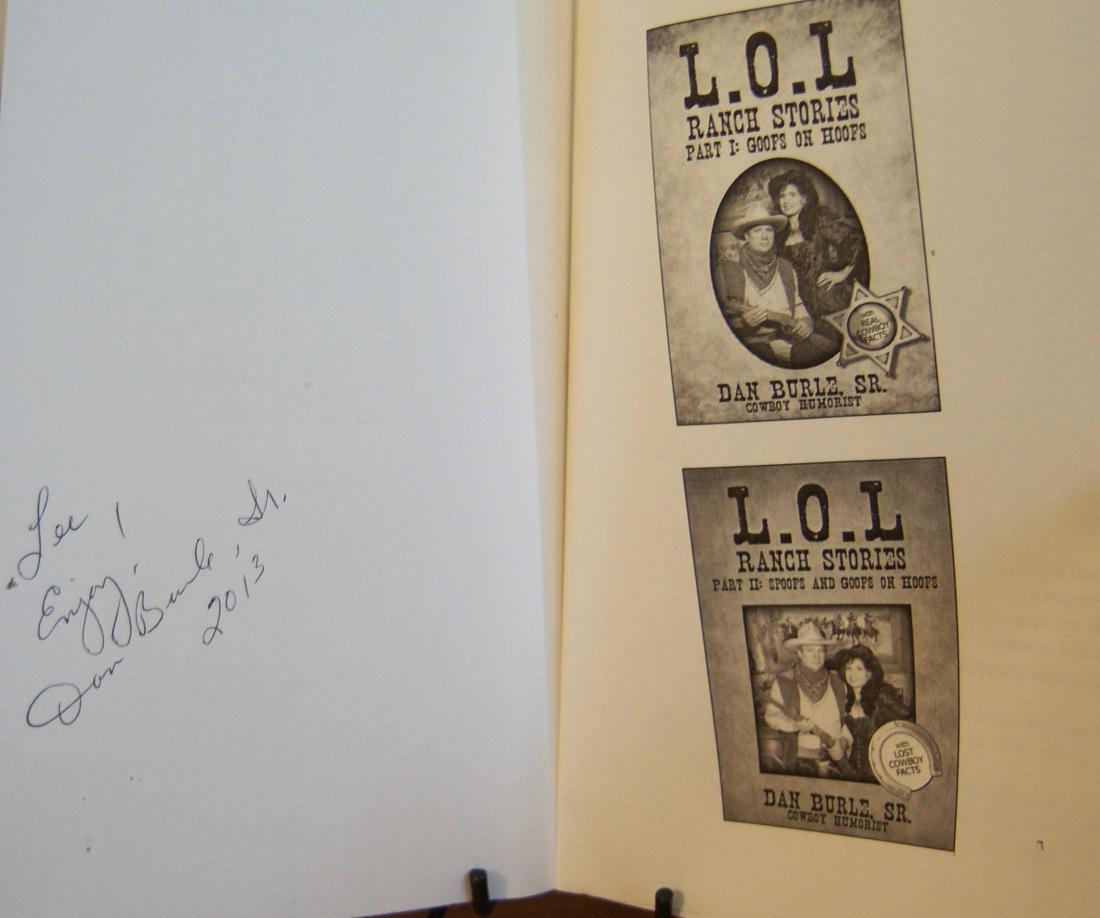 Lee!
Enjoy!
Dan Burle, Sr.
2013
L.O.L
RANCH STORIES
PART I: GOOFS ON HOOFS
with
REAL
COWBOY
FACTS
DAN BURLE, SR.
COWBOY HUMORIST
L.O.L
RANCH STORIES
PART II: SPOOFS AND GOOFS ON HOOFS
with
LOST
COWBOY
FACTS
DAN BURLE, SR.
COWBOY HUMORIST